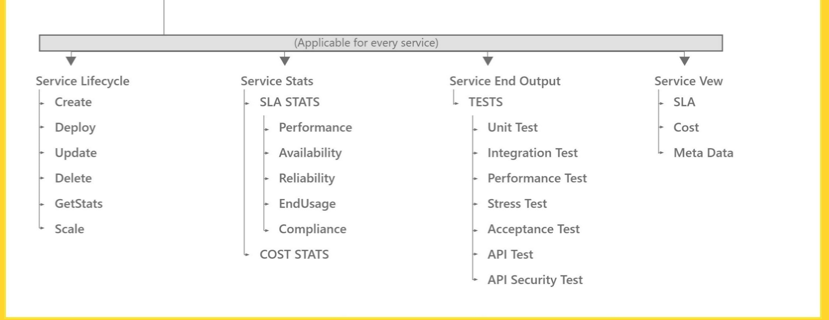 (Applicable for every service)
Service Lifecycle
Create
Deploy
Update
Delete
GetStats
Scale
Service Stats
SLA STATS
Performance
Availability
Reliability
EndUsage
Compliance
COST STATS
Service End Output
TESTS
Unit Test
Integration Test
Performance Test
Stress Test
Acceptance Test
API Test
API Security Test
Service Vew
SLA
Cost
Meta Data